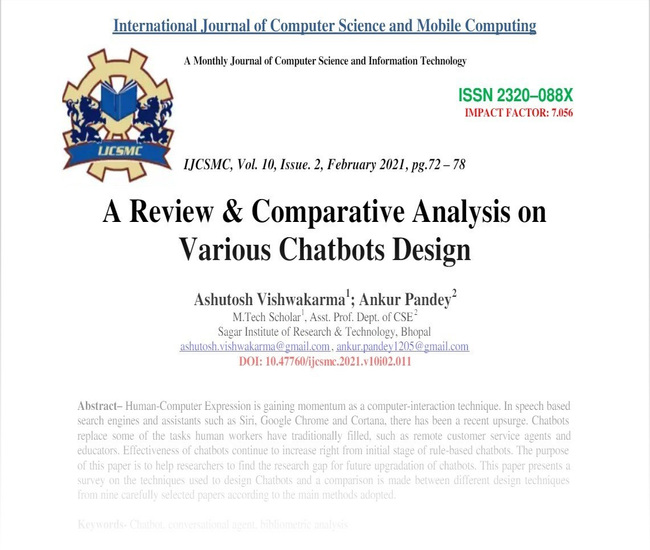 International Journal of Computer Science and Mobile Computing
A Monthly Journal of Computer Science and Information Technology
ISSN 2320–088X
IMPACT FACTOR: 7.056
IJCSMC
IJCSMC, Vol. 10, Issue. 2, February 2021, pg.72 – 78
A Review & Comparative Analysis on
Various Chatbots Design
Ashutosh Vishwakarma1; Ankur Pandey2
M.Tech Scholar1, Asst. Prof. Dept. of CSE2
Sagar Institute of Research & Technology, Bhopal
ashutosh.vishwakarma@gmail.com, ankur.pandey1205@gmail.com
DOI: 10.47760/ijcsmc.2021.v10i02.011
Abstract– Human-Computer Expression is gaining momentum as a computer-interaction technique. In speech based
search engines and assistants such as Siri, Google Chrome and Cortana, there has been a recent upsurge. Chatbots
replace some of the tasks human workers have traditionally filled, such as remote customer service agents and
educators. Effectiveness of chatbots continue to increase right from initial stage of rule-based chatbots. The purpose
of this paper is to help researchers to find the research gap for future upgradation of chatbots. This paper presents a
survey on the techniques used to design Chatbots and a comparison is made between different design techniques
from nine carefully selected papers according to the main methods adopted.
Keywords- Chatbot, conversational agent, bibliometric analysis